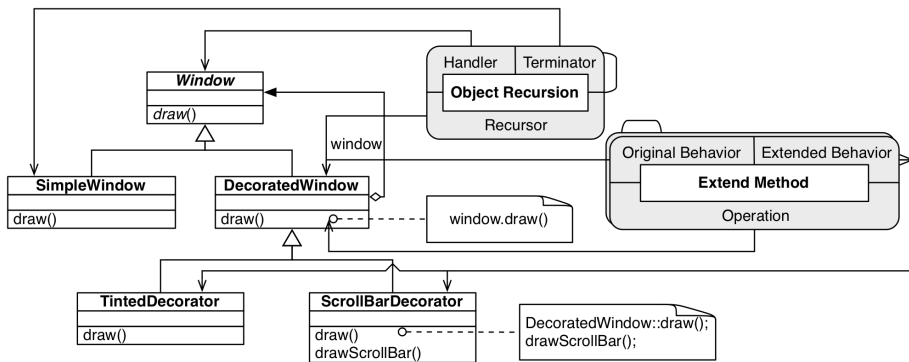 Handler
Terminator
Object Recursion
Recursor
Window
draw()
window
Original Behavior
Extended Behavior
Extend Method
Operation
SimpleWindow
draw()
DecoratedWindow
draw()
window.draw()
TintedDecorator
draw()
ScrollBarDecorator
draw()
drawScrollBar()
DecoratedWindow::draw();
drawScrollBar();